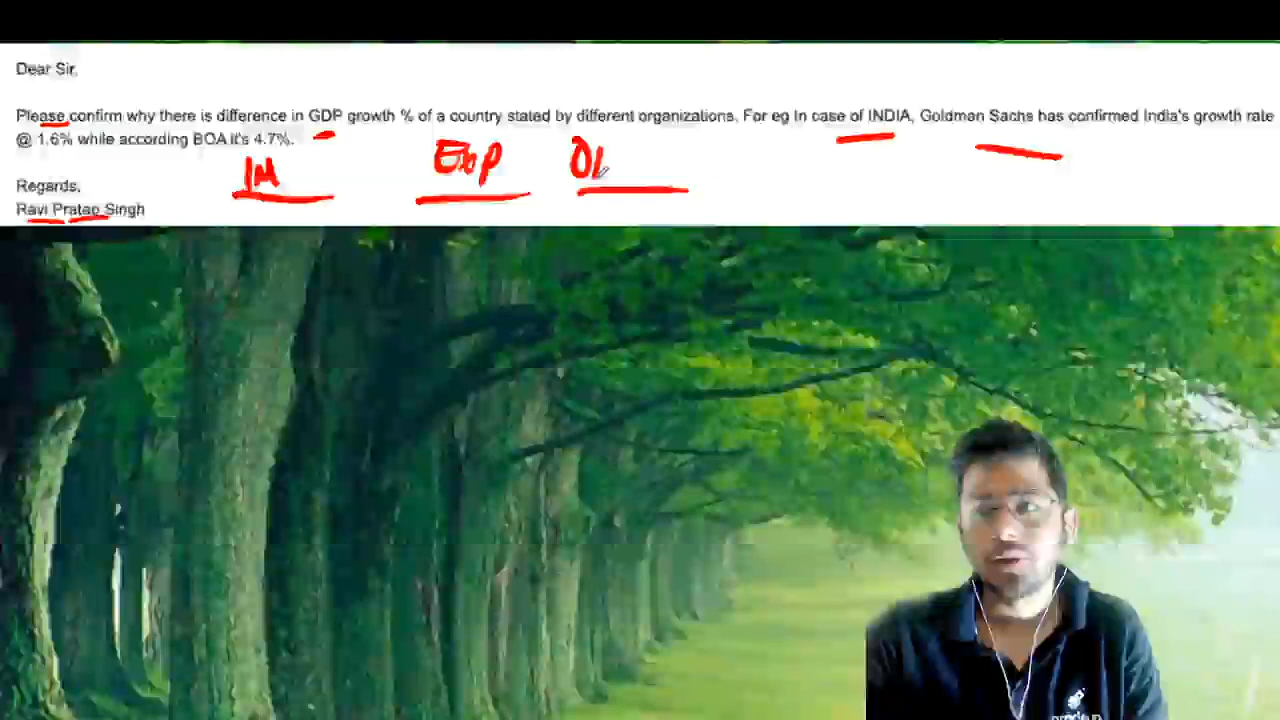 Dear Sir,
Please confirm why there is difference in GDP growth % of a country stated by different organizations. For eg In case of INDIA, Goldman Sachs has confirmed India's growth rate
@ 1.6% while according BOA it's 4.7%.
IM Exp
Regards,
Ravi Pratap Singh